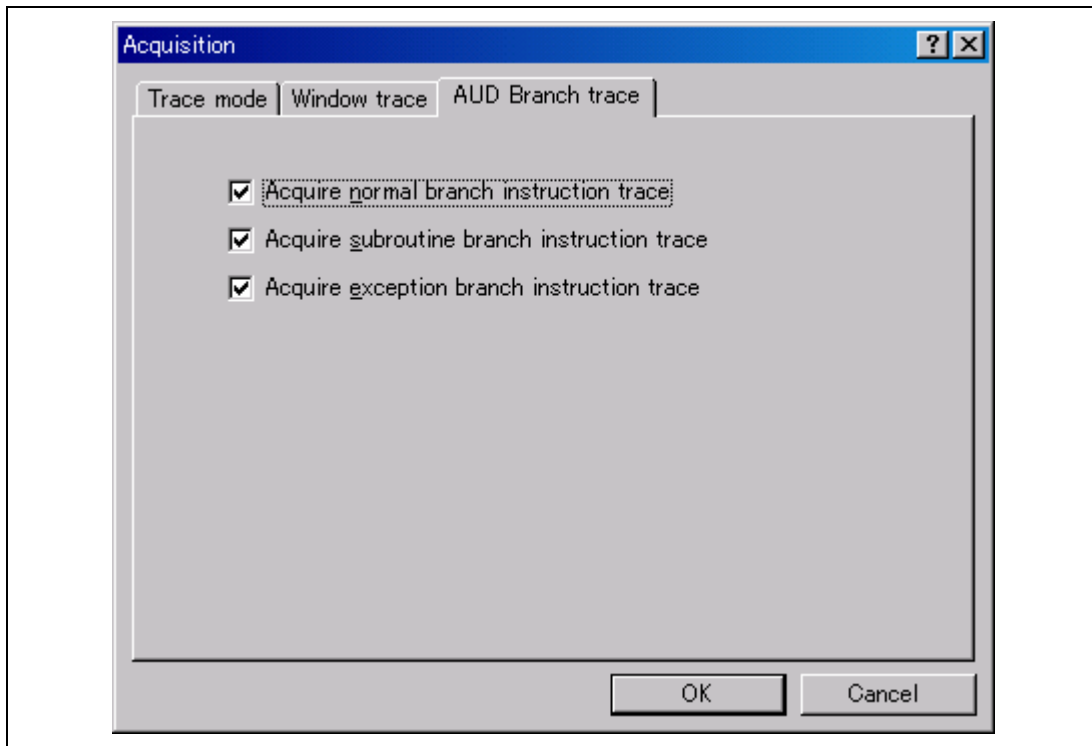 Acquisition
Trace mode Window trace AUD Branch trace
Acquire normal branch instruction trace
Acquire subroutine branch instruction trace
Acquire exception branch instruction trace
OK Cancel